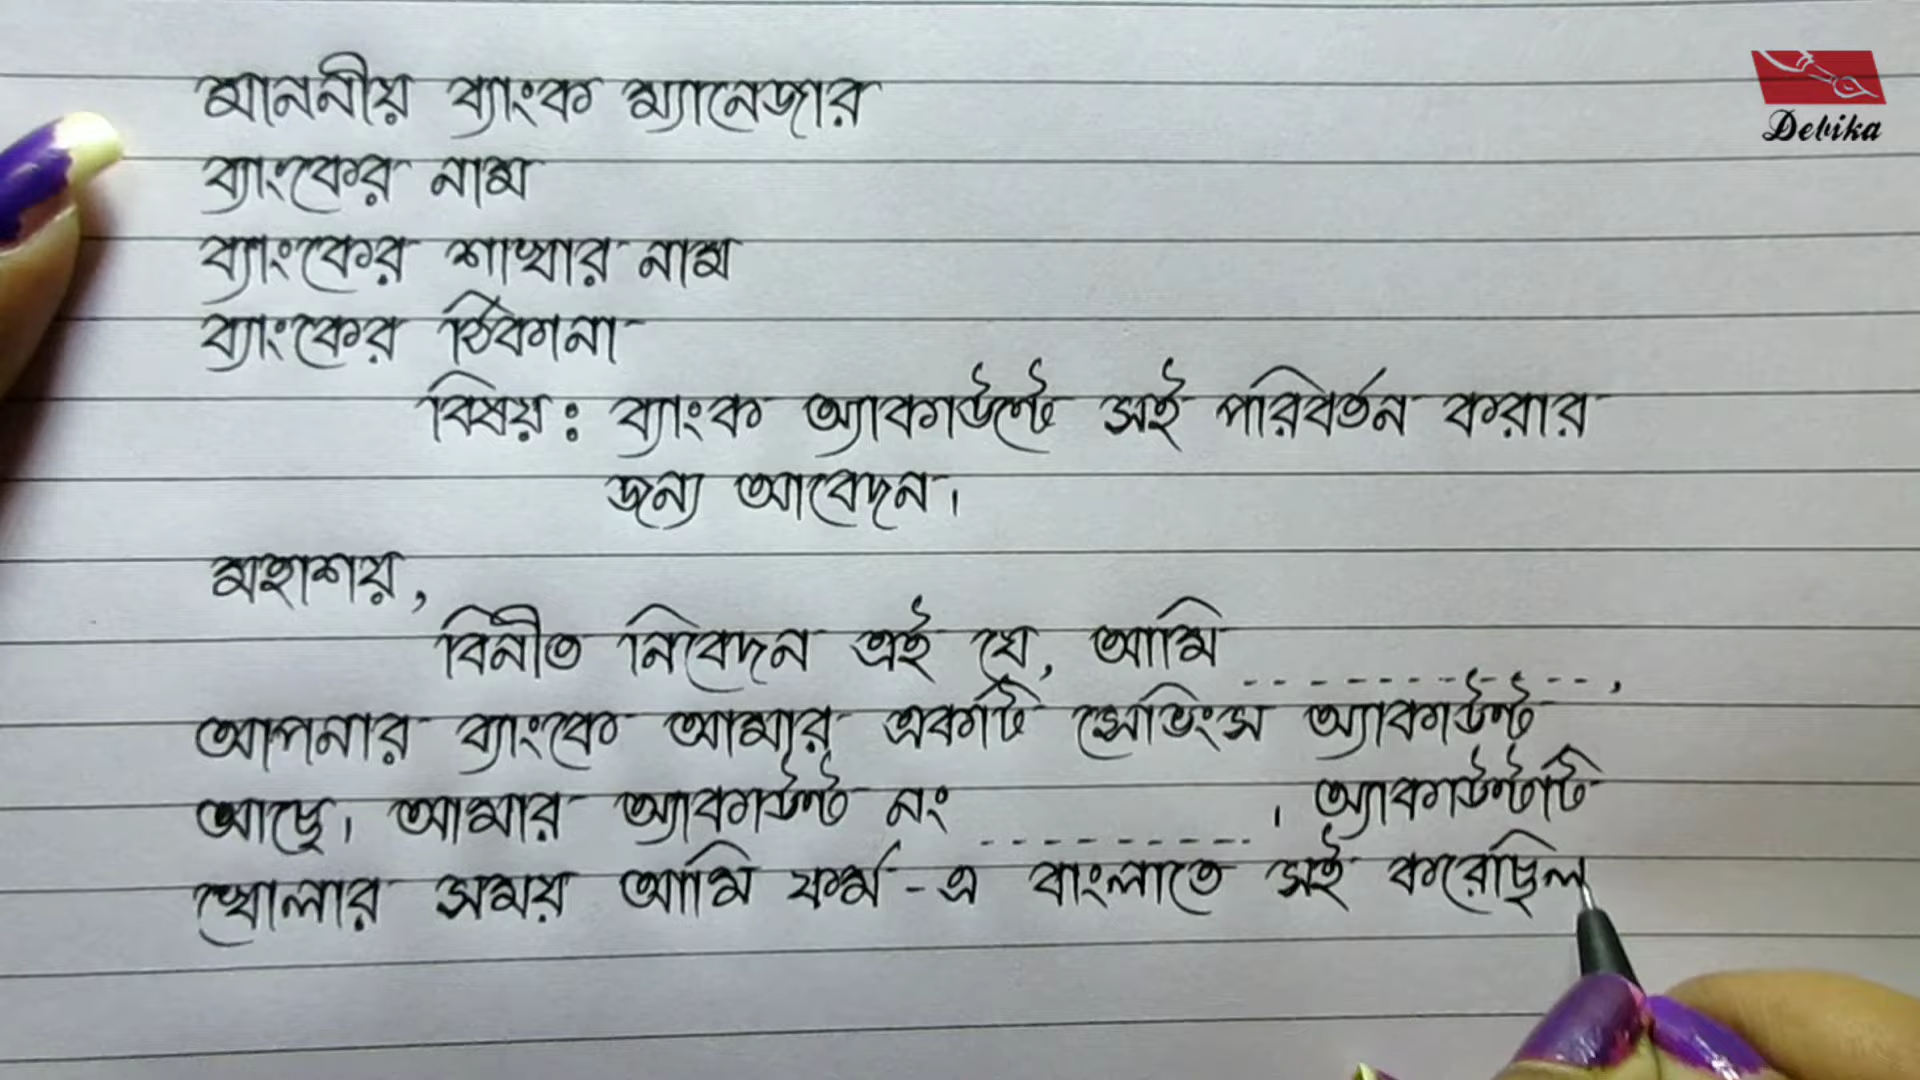 মাননীয় ব্যাংক ম্যানেজার
ব্যাংকের নাম
ব্যাংকের শাখার নাম
ব্যাংকের ঠিকানা
বিষয়: ব্যাংক অ্যাকাউন্টে সই পরিবর্তন করার
জন্য আবেদন।
মহাশয়,
বিনীত নিবেদন এই যে, আমি ------------,
আপনার ব্যাংকে আমার একটি সেভিংস অ্যাকাউন্ট
আছে। আমার অ্যাকাউন্ট নং ----------। অ্যাকাউন্টটি
খোলার সময় আমি ফর্ম-এ বাংলাতে সই করেছিল
Debika